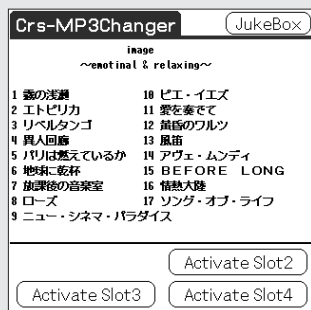 Crs-MP3Changer
JukeBox
image
～emotinal & relaxing～
1
2 エトピリカ
3 リベルタンゴ
4 異人回廊
5 パリは燃えているか
6 地球に乾杯
7 放課後の音楽室
8 ローズ
9 ニュー・シネマ・パラダイス
10 ピエ・イエズ
11 愛を奏でて
12 黄昏のワルツ
13 風笛
14 アヴェ・ムンディ
15 ＢＥＦＯＲＥ ＬＯＮＧ
16 情熱大陸
17 ソング・オブ・ライフ
Activate Slot2
Activate Slot3
Activate Slot4